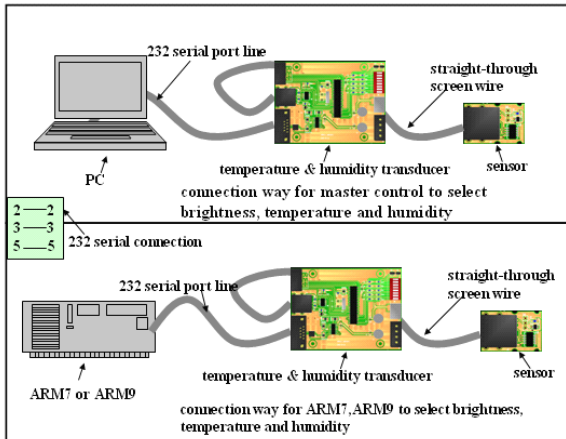 232 serial port line
straight-through
screen wire
PC
temperature & humidity transducer
sensor
connection way for master control to select
brightness, temperature and humidity
2 2
3 3
5 5
232 serial connection
232 serial port line
straight-through
screen wire
temperature & humidity transducer
sensor
ARM7 or ARM9
connection way for ARM7,ARM9 to select brightness,
temperature and humidity